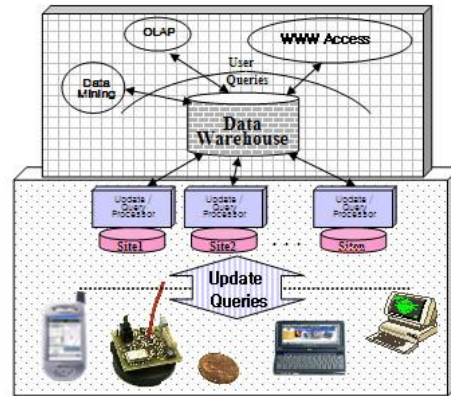 OLAP
WWW Access
Data
Mining
User
Queries
Data
Warehouse
Update /
Query
Processor
Update /
Query
Processor
Update /
Query
Processor
Site1
Site2
. . .
Siten
Update
Queries